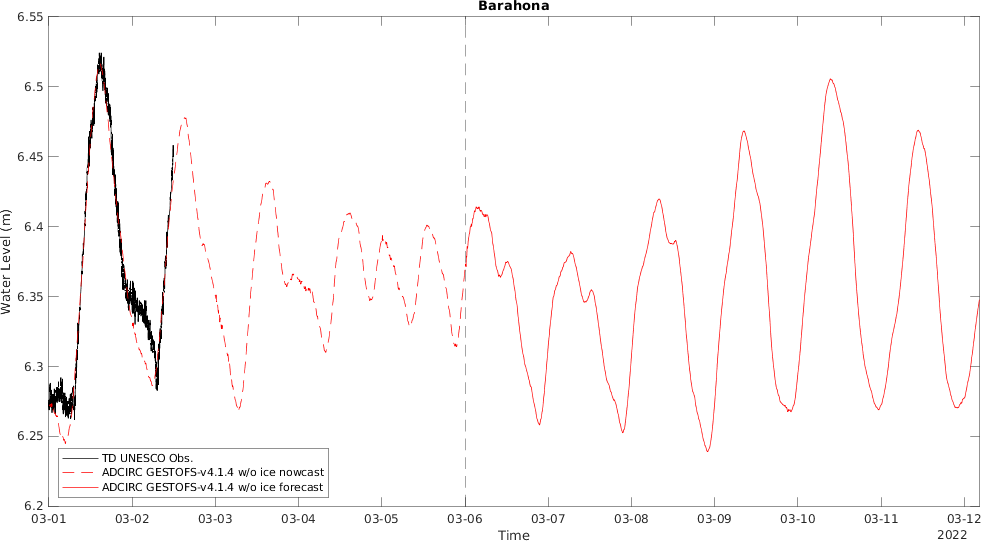 Barahona
6.55
6.5
6.45
6.4
6.35
6.3
6.25
6.2
Water Level (m)
TD UNESCO Obs.
ADCIRC GESTOFS-v4.1.4 w/o ice nowcast
ADCIRC GESTOFS-v4.1.4 w/o ice forecast
03-01 03-02 03-03 03-04 03-05 03-06 03-07 03-08 03-09 03-10 03-11 03-12
Time
2022